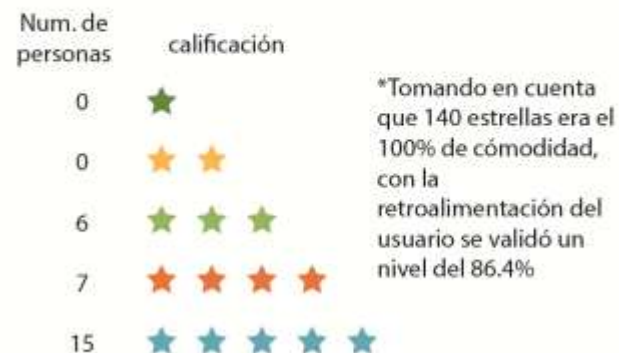 Num. de
personas
calificación
0
0
6
7
15
*Tomando en cuenta
que 140 estrellas era el
100% de cómodidad,
con la
retroalimentación del
usuario se validó un
nivel del 86.4%